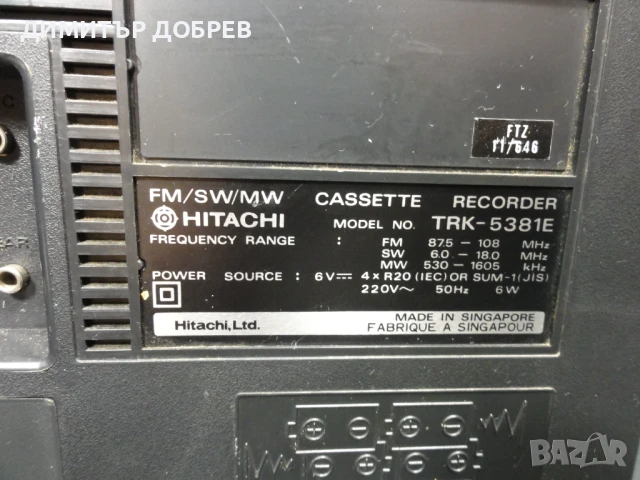 ДИМИТЪР ДОБРЕВ
FTZ
11/646
FM/SW/MW CASSETTE RECORDER
HITACHI MODEL NO. TRK-5381E
FREQUENCY RANGE : FM 87.5 - 108 MHz
SW 6.0 - 18.0 MHz
MW 530 - 1605 kHz
POWER SOURCE : 6V⎓ 4×R20(IEC)OR SUM-1(JIS)
220V~ 50Hz 6W
Hitachi,Ltd. MADE IN SINGAPORE
FABRIQUE A SINGAPOUR
BAZAR